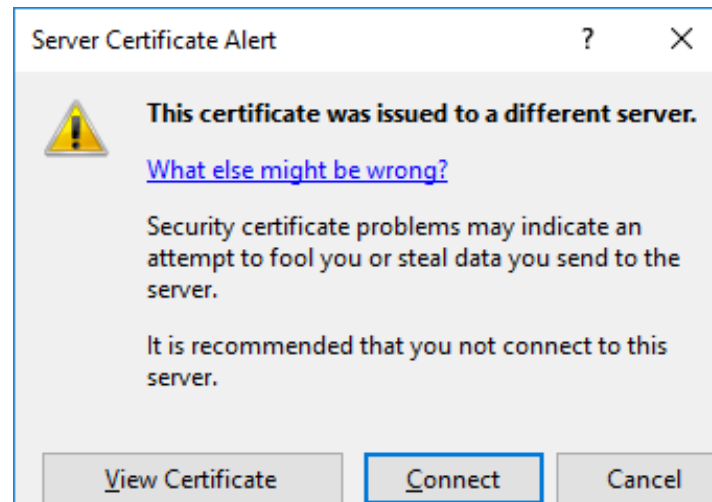 Server Certificate Alert ?
This certificate was issued to a different server.
What else might be wrong?
Security certificate problems may indicate an
attempt to fool you or steal data you send to the
server.
It is recommended that you not connect to this
server.
View Certificate Connect Cancel